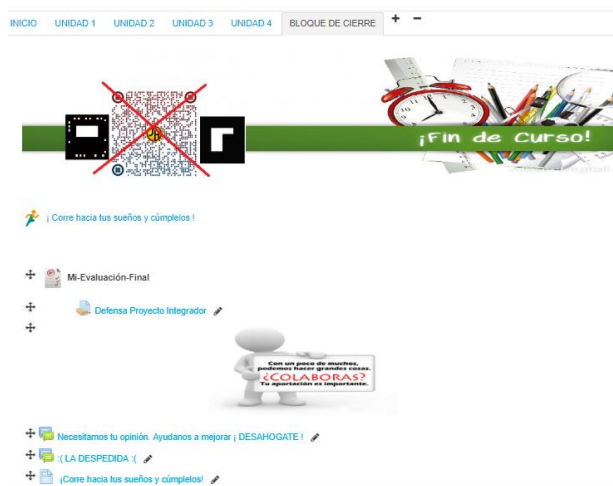 INICIO UNIDAD 1 UNIDAD 2 UNIDAD 3 UNIDAD 4 BLOQUE DE CIERRE
¡Fin de Curso!
¡ Corre hacia tus sueños y cúmplelos !
Mi-Evaluación-Final
Defensa Proyecto Integrador
Con un poco de muchos,
podemos hacer grandes cosas.
¿COLABORAS?
Tu aportación es importante.
Necesitamos tu opinión. Ayudanos a mejorar ¡ DESAHOGATE !
:( LA DESPEDIDA :(
¡Corre hacia tus sueños y cúmplelos!